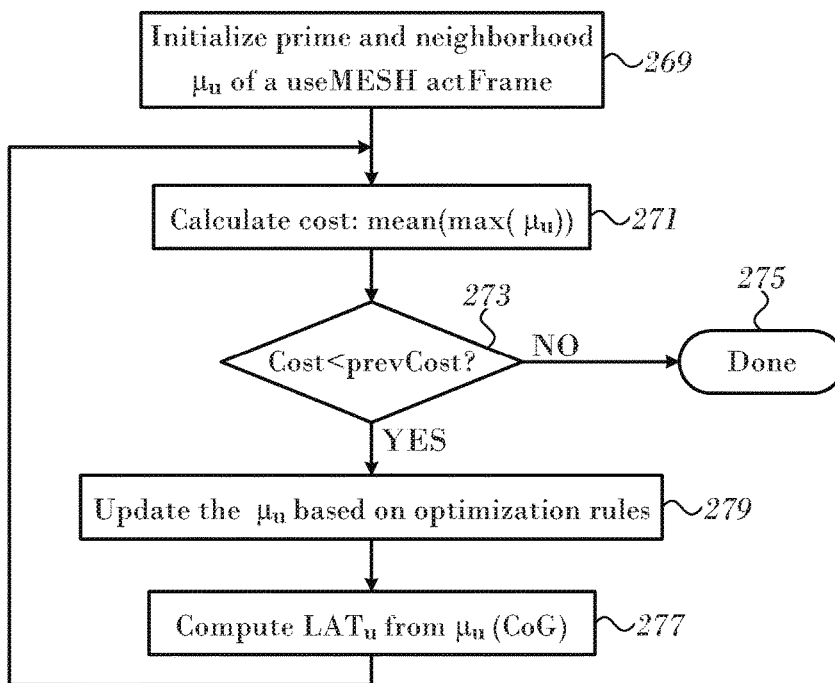 Initialize prime and neighborhood
μu of a useMESH actFrame
269
Calculate cost: mean(max( μu))
271
273
275
Cost<prevCost?
NO
Done
YES
Update the μu based on optimization rules
279
Compute LATu from μu (CoG)
277